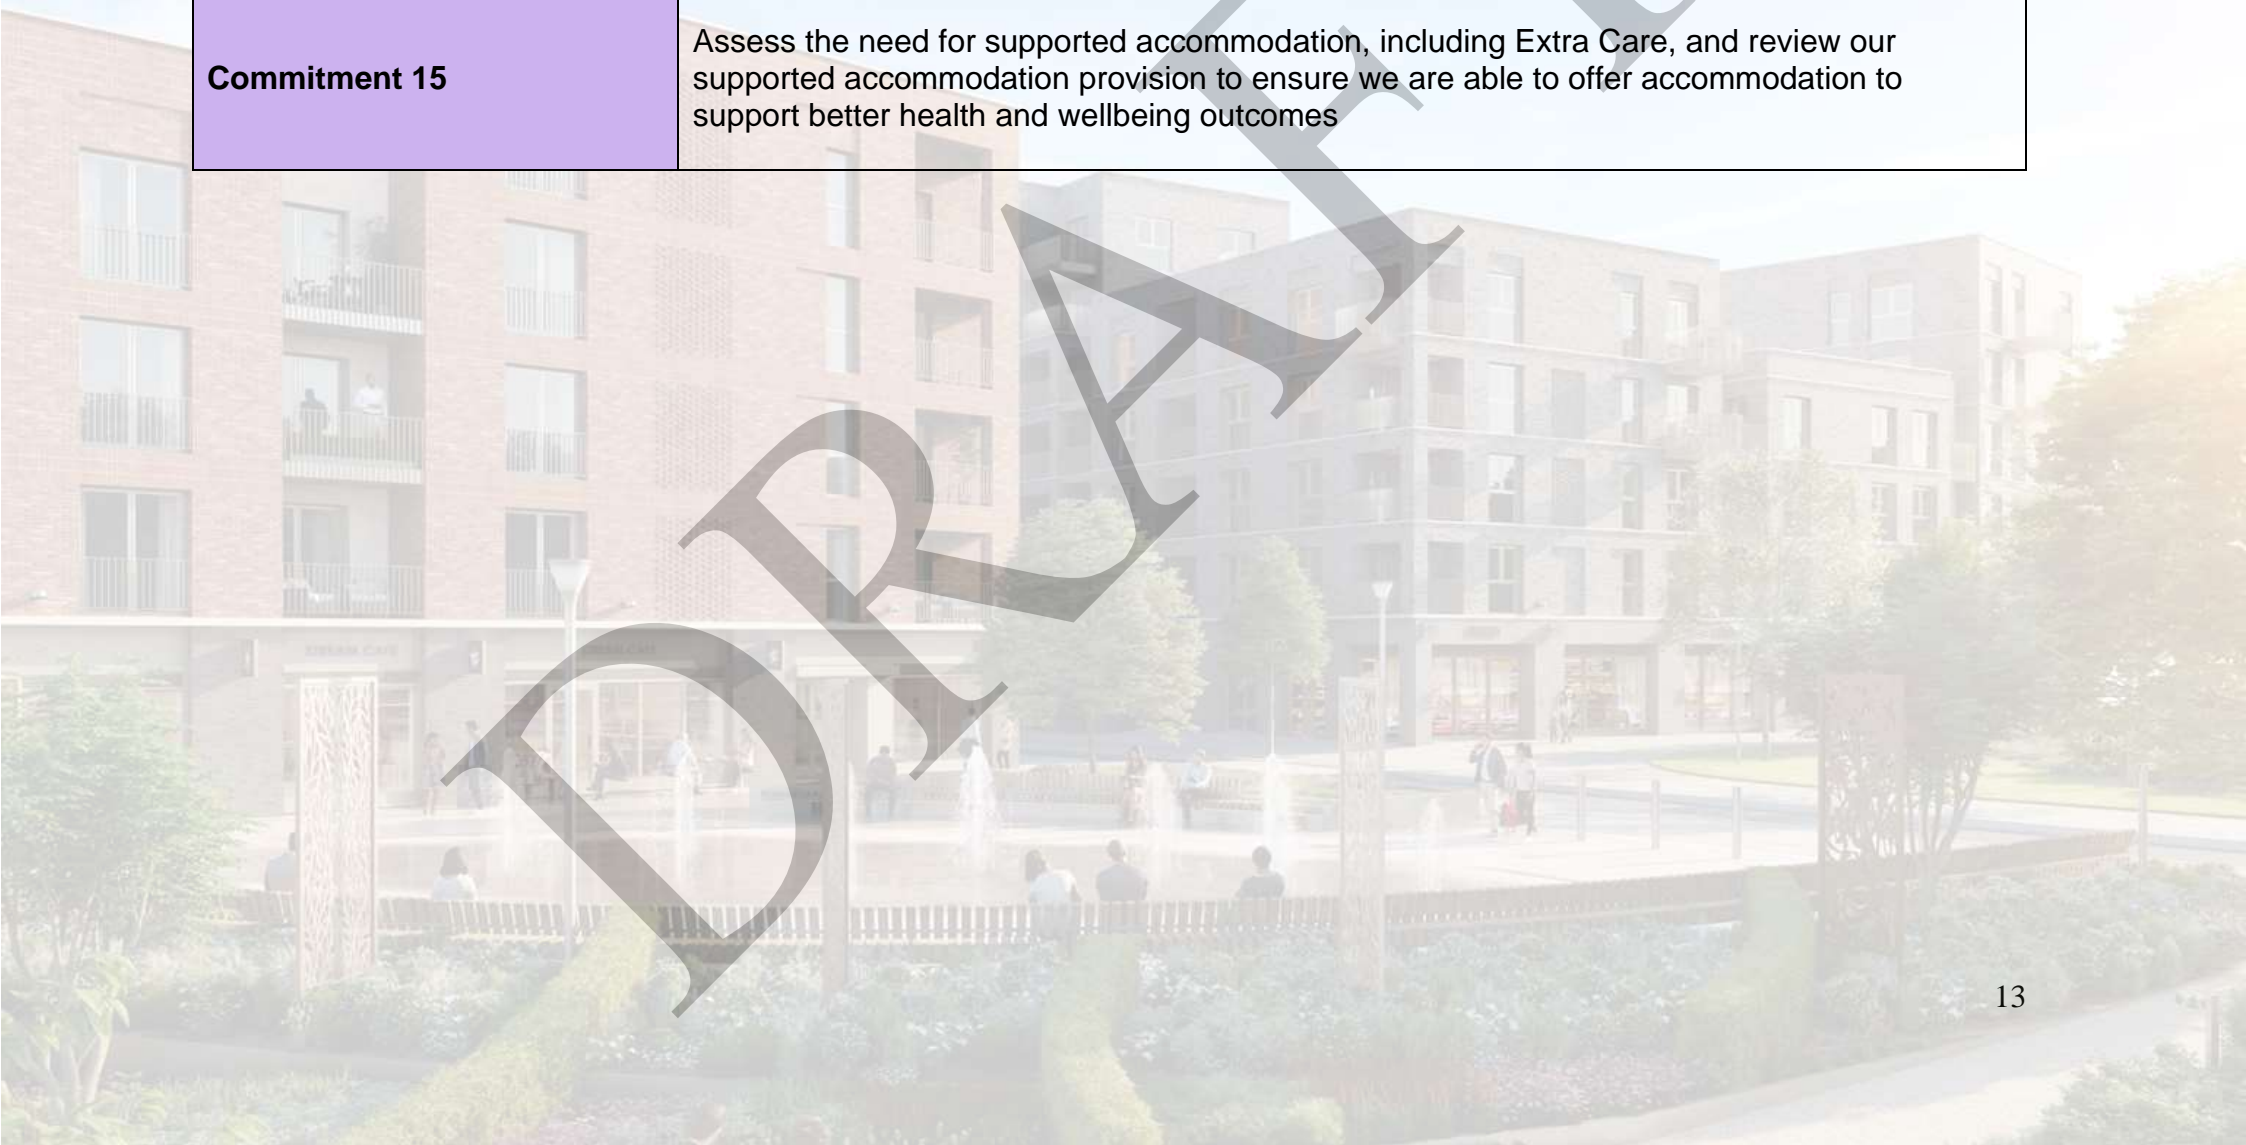 Commitment 15
Assess the need for supported accommodation, including Extra Care, and review our
supported accommodation provision to ensure we are able to offer accommodation to
support better health and wellbeing outcomes
DRAF
13